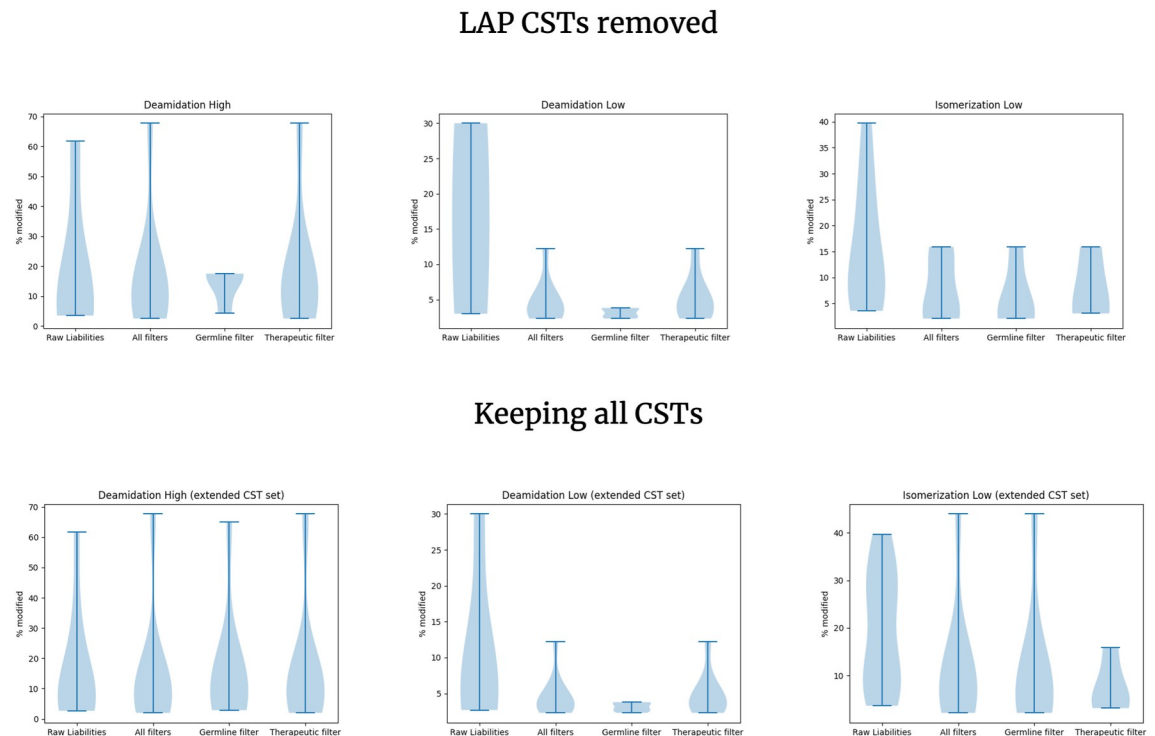 LAP CSTs removed
Deamidation High
% modified
70
60
50
40
30
20
10
0
Raw Liabilities All filters Germline filter Therapeutic filter
Deamidation Low
% modified
30
25
20
15
10
5
Raw Liabilities All filters Germline filter Therapeutic filter
Isomerization Low
% modified
40
35
30
25
20
15
10
5
Raw Liabilities All filters Germline filter Therapeutic filter
Keeping all CSTs
Deamidation High (extended CST set)
% modified
70
60
50
40
30
20
10
0
Raw Liabilities All filters Germline filter Therapeutic filter
Deamidation Low (extended CST set)
% modified
30
25
20
15
10
5
Raw Liabilities All filters Germline filter Therapeutic filter
Isomerization Low (extended CST set)
% modified
40
30
20
10
Raw Liabilities All filters Germline filter Therapeutic filter